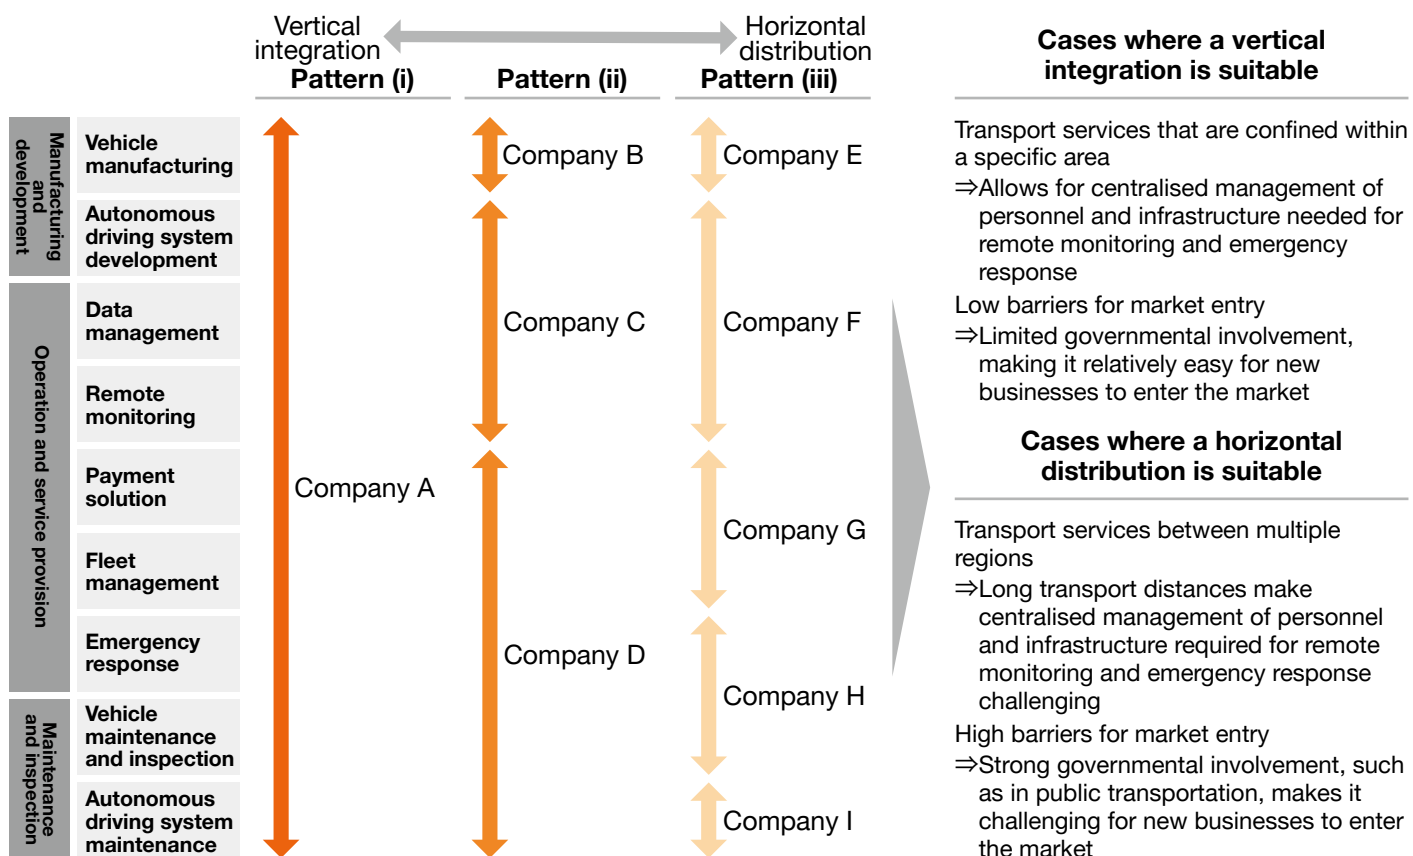 Vertical
integration
Horizontal
distribution
Pattern (i)
Pattern (ii)
Pattern (iii)
Manufacturing
and
development
Vehicle
manufacturing
Autonomous
driving system
development
Operation and service provision
Data
management
Remote
monitoring
Payment
solution
Fleet
management
Emergency
response
Maintenance
and inspection
Vehicle
maintenance
and inspection
Autonomous
driving system
maintenance
Company A
Company B
Company C
Company D
Company E
Company F
Company G
Company H
Company I
Cases where a vertical
integration is suitable
Transport services that are confined within
a specific area
⇒Allows for centralised management of
personnel and infrastructure needed for
remote monitoring and emergency
response
Low barriers for market entry
⇒Limited governmental involvement,
making it relatively easy for new
businesses to enter the market
Cases where a horizontal
distribution is suitable
Transport services between multiple
regions
⇒Long transport distances make
centralised management of personnel
and infrastructure required for remote
monitoring and emergency response
challenging
High barriers for market entry
⇒Strong governmental involvement, such
as in public transportation, makes it
challenging for new businesses to enter
the market